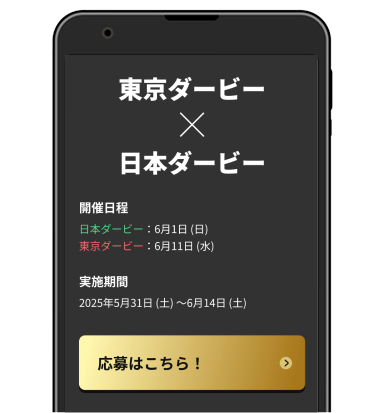 東京ダービー
×
日本ダービー
開催日程
日本ダービー：6月1日 (日)
東京ダービー：6月11日 (水)
実施期間
2025年5月31日 (土) ～6月14日 (土)
応募はこちら！